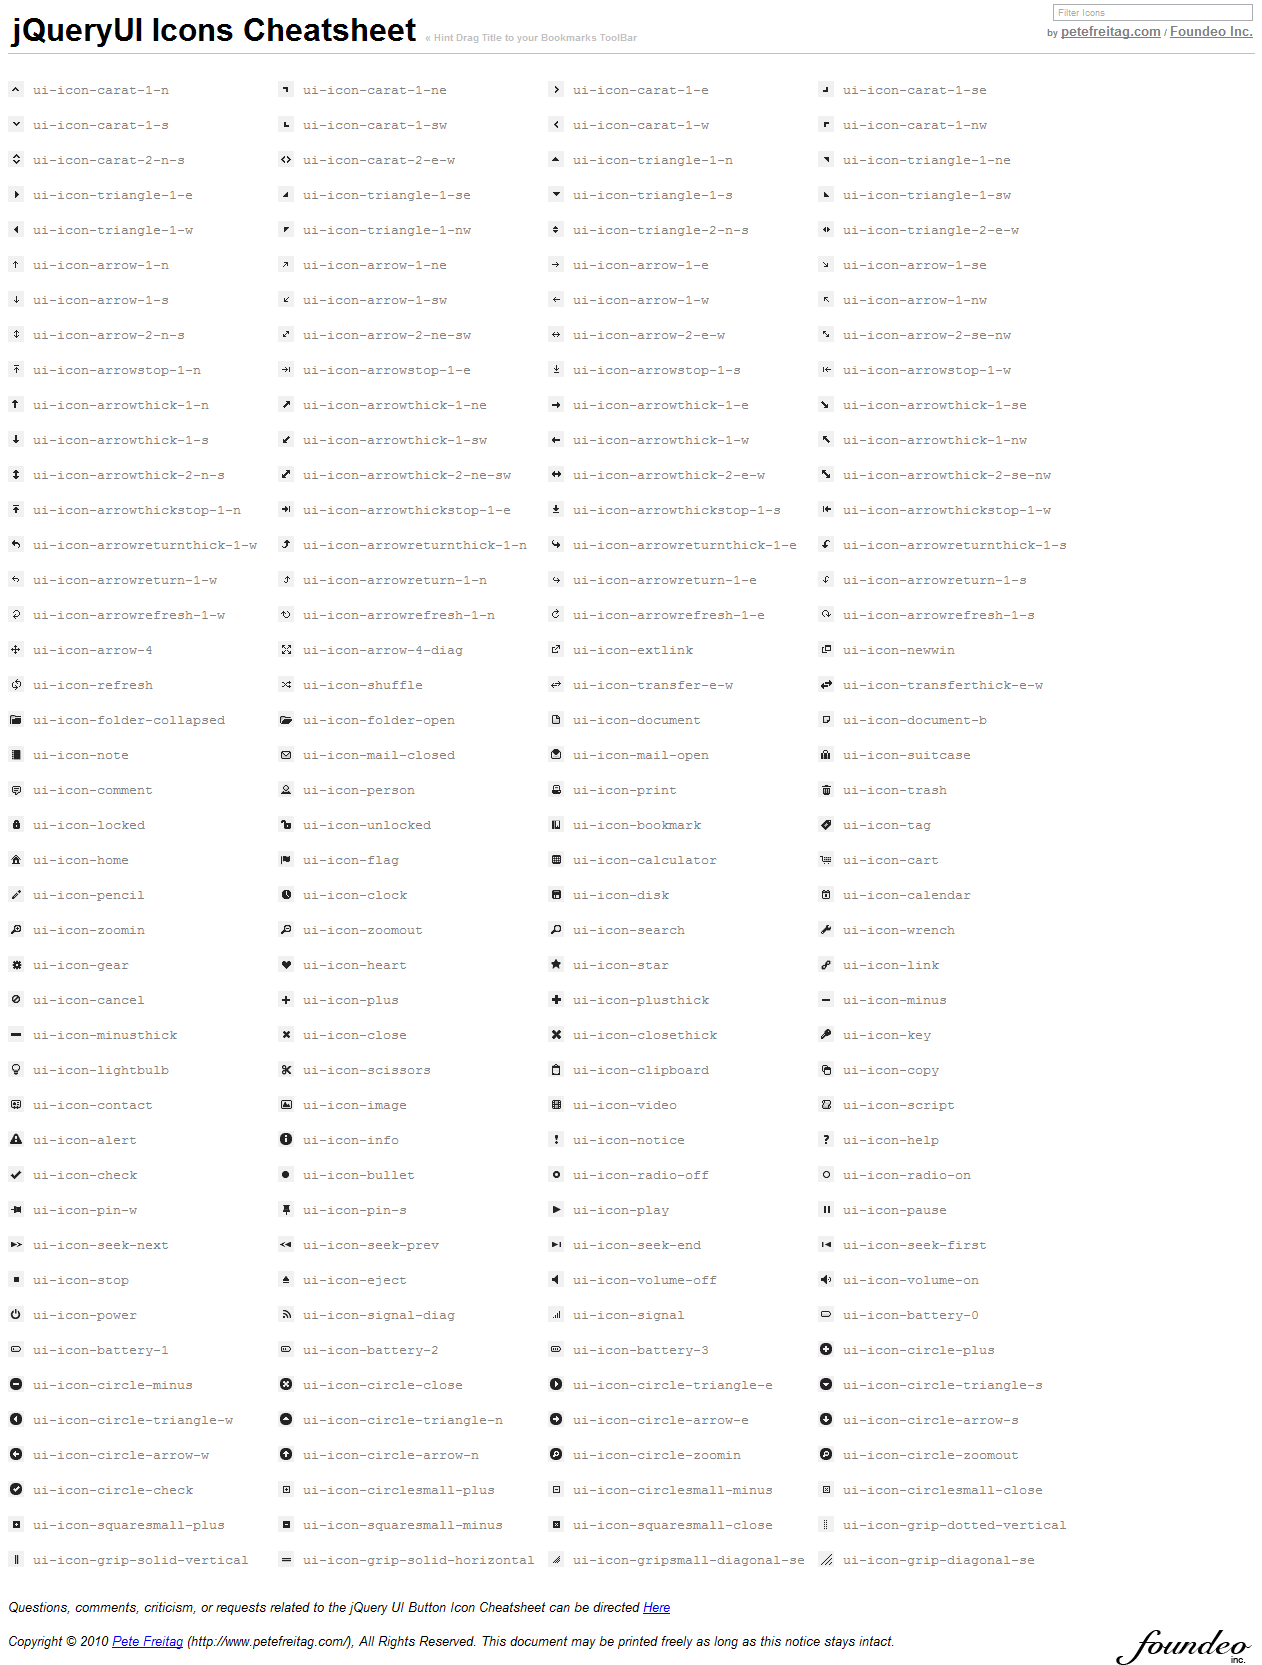 jQueryUI Icons Cheatsheet « Hint Drag Title to your Bookmarks ToolBar
Filter Icons
by petefreitag.com / Foundeo Inc.
ui-icon-carat-1-n ui-icon-carat-1-ne ui-icon-carat-1-e ui-icon-carat-1-se
ui-icon-carat-1-s ui-icon-carat-1-sw ui-icon-carat-1-w ui-icon-carat-1-nw
ui-icon-carat-2-n-s ui-icon-carat-2-e-w ui-icon-triangle-1-n ui-icon-triangle-1-ne
ui-icon-triangle-1-e ui-icon-triangle-1-se ui-icon-triangle-1-s ui-icon-triangle-1-sw
ui-icon-triangle-1-w ui-icon-triangle-1-nw ui-icon-triangle-2-n-s ui-icon-triangle-2-e-w
ui-icon-arrow-1-n ui-icon-arrow-1-ne ui-icon-arrow-1-e ui-icon-arrow-1-se
ui-icon-arrow-1-s ui-icon-arrow-1-sw ui-icon-arrow-1-w ui-icon-arrow-1-nw
ui-icon-arrow-2-n-s ui-icon-arrow-2-ne-sw ui-icon-arrow-2-e-w ui-icon-arrow-2-se-nw
ui-icon-arrowstop-1-n ui-icon-arrowstop-1-e ui-icon-arrowstop-1-s ui-icon-arrowstop-1-w
ui-icon-arrowthick-1-n ui-icon-arrowthick-1-ne ui-icon-arrowthick-1-e ui-icon-arrowthick-1-se
ui-icon-arrowthick-1-s ui-icon-arrowthick-1-sw ui-icon-arrowthick-1-w ui-icon-arrowthick-1-nw
ui-icon-arrowthick-2-n-s ui-icon-arrowthick-2-ne-sw ui-icon-arrowthick-2-e-w ui-icon-arrowthick-2-se-nw
ui-icon-arrowthickstop-1-n ui-icon-arrowthickstop-1-e ui-icon-arrowthickstop-1-s ui-icon-arrowthickstop-1-w
ui-icon-arrowreturnthick-1-w ui-icon-arrowreturnthick-1-n ui-icon-arrowreturnthick-1-e ui-icon-arrowreturnthick-1-s
ui-icon-arrowreturn-1-w ui-icon-arrowreturn-1-n ui-icon-arrowreturn-1-e ui-icon-arrowreturn-1-s
ui-icon-arrowrefresh-1-w ui-icon-arrowrefresh-1-n ui-icon-arrowrefresh-1-e ui-icon-arrowrefresh-1-s
ui-icon-arrow-4 ui-icon-arrow-4-diag ui-icon-extlink ui-icon-newwin
ui-icon-refresh ui-icon-shuffle ui-icon-transfer-e-w ui-icon-transferthick-e-w
ui-icon-folder-collapsed ui-icon-folder-open ui-icon-document ui-icon-document-b
ui-icon-note ui-icon-mail-closed ui-icon-mail-open ui-icon-suitcase
ui-icon-comment ui-icon-person ui-icon-print ui-icon-trash
ui-icon-locked ui-icon-unlocked ui-icon-bookmark ui-icon-tag
ui-icon-home ui-icon-flag ui-icon-calculator ui-icon-cart
ui-icon-pencil ui-icon-clock ui-icon-disk ui-icon-calendar
ui-icon-zoomin ui-icon-zoomout ui-icon-search ui-icon-wrench
ui-icon-gear ui-icon-heart ui-icon-star ui-icon-link
ui-icon-cancel ui-icon-plus ui-icon-plusthick ui-icon-minus
ui-icon-minusthick ui-icon-close ui-icon-closethick ui-icon-key
ui-icon-lightbulb ui-icon-scissors ui-icon-clipboard ui-icon-copy
ui-icon-contact ui-icon-image ui-icon-video ui-icon-script
ui-icon-alert ui-icon-info ui-icon-notice ui-icon-help
ui-icon-check ui-icon-bullet ui-icon-radio-off ui-icon-radio-on
ui-icon-pin-w ui-icon-pin-s ui-icon-play ui-icon-pause
ui-icon-seek-next ui-icon-seek-prev ui-icon-seek-end ui-icon-seek-first
ui-icon-stop ui-icon-eject ui-icon-volume-off ui-icon-volume-on
ui-icon-power ui-icon-signal-diag ui-icon-signal ui-icon-battery-0
ui-icon-battery-1 ui-icon-battery-2 ui-icon-battery-3 ui-icon-circle-plus
ui-icon-circle-minus ui-icon-circle-close ui-icon-circle-triangle-e ui-icon-circle-triangle-s
ui-icon-circle-triangle-w ui-icon-circle-triangle-n ui-icon-circle-arrow-e ui-icon-circle-arrow-s
ui-icon-circle-arrow-w ui-icon-circle-arrow-n ui-icon-circle-zoomin ui-icon-circle-zoomout
ui-icon-circle-check ui-icon-circlesmall-plus ui-icon-circlesmall-minus ui-icon-circlesmall-close
ui-icon-squaresmall-plus ui-icon-squaresmall-minus ui-icon-squaresmall-close ui-icon-grip-dotted-vertical
ui-icon-grip-solid-vertical ui-icon-grip-solid-horizontal ui-icon-gripsmall-diagonal-se ui-icon-grip-diagonal-se
Questions, comments, criticism, or requests related to the jQuery UI Button Icon Cheatsheet can be directed Here
Copyright © 2010 Pete Freitag (http://www.petefreitag.com/), All Rights Reserved. This document may be printed freely as long as this notice stays intact.
foundeo
inc.